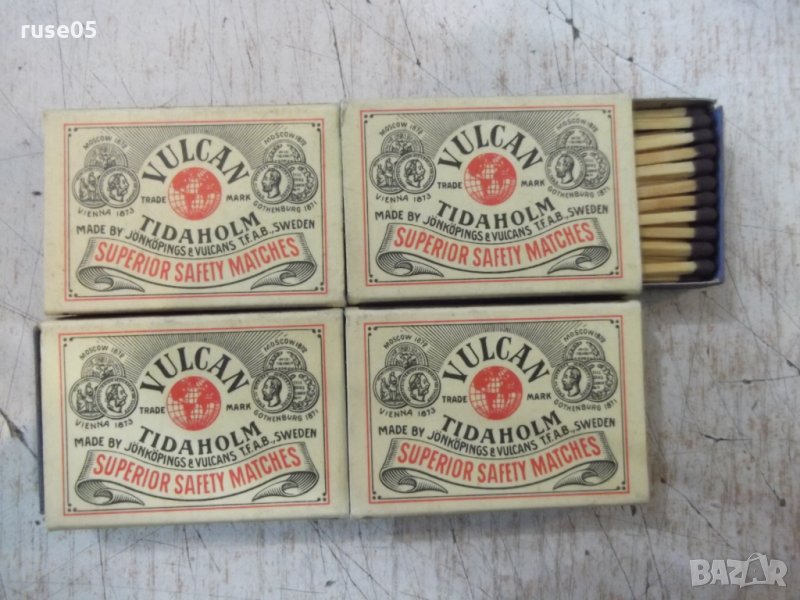 ruse05
MOSCOW 1872 MOSCOW 1872
VULCAN
TRADE MARK
VIENNA 1873 GOTHENBURG 1871
TIDAHOLM
MADE BY JÖNKÖPINGS & VULCANS T.F.A.B., SWEDEN
SUPERIOR SAFETY MATCHES
MOSCOW 1872 MOSCOW 1872
VULCAN
TRADE MARK
VIENNA 1873 GOTHENBURG 1871
TIDAHOLM
MADE BY JÖNKÖPINGS & VULCANS T.F.A.B., SWEDEN
SUPERIOR SAFETY MATCHES
MOSCOW 1872 MOSCOW 1872
VULCAN
TRADE MARK
VIENNA 1873 GOTHENBURG 1871
TIDAHOLM
MADE BY JÖNKÖPINGS & VULCANS T.F.A.B., SWEDEN
SUPERIOR SAFETY MATCHES
MOSCOW 1872 MOSCOW 1872
VULCAN
TRADE MARK
VIENNA 1873 GOTHENBURG 1871
TIDAHOLM
MADE BY JÖNKÖPINGS & VULCANS T.F.A.B., SWEDEN
SUPERIOR SAFETY MATCHES
BAZAR